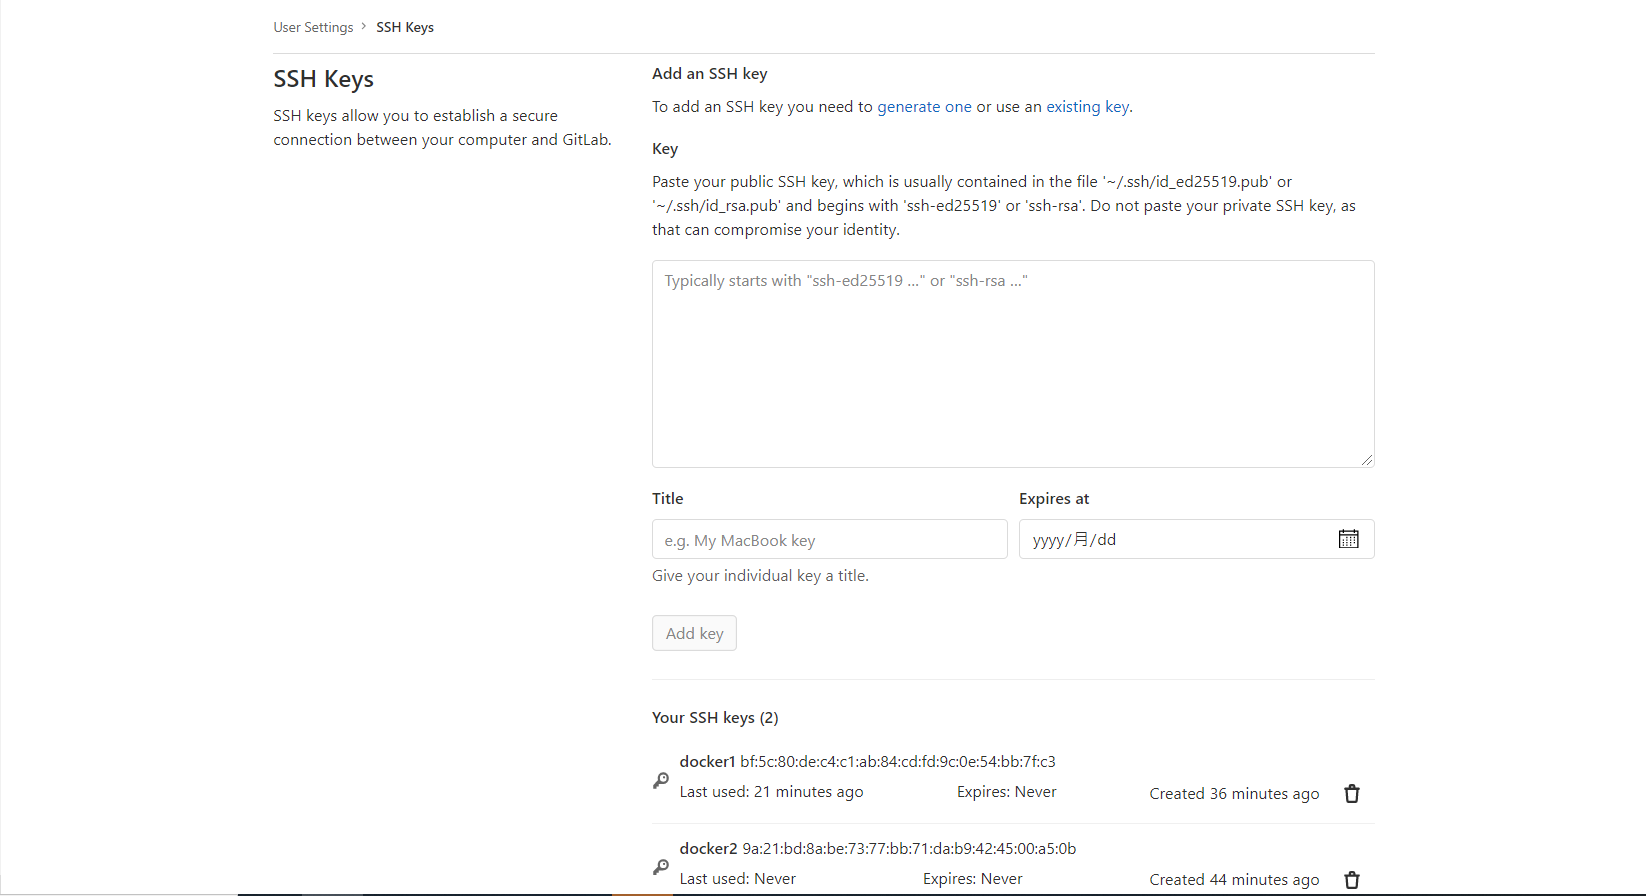 User Settings > SSH Keys
SSH Keys
SSH keys allow you to establish a secure
connection between your computer and GitLab.
Add an SSH key
To add an SSH key you need to generate one or use an existing key.
Key
Paste your public SSH key, which is usually contained in the file '~/.ssh/id_ed25519.pub' or
'~/.ssh/id_rsa.pub' and begins with 'ssh-ed25519' or 'ssh-rsa'. Do not paste your private SSH key, as
that can compromise your identity.
Typically starts with "ssh-ed25519 ..." or "ssh-rsa ..."
Title
Expires at
e.g. My MacBook key
yyyy/月/dd
Give your individual key a title.
Add key
Your SSH keys (2)
docker1 bf:5c:80:de:c4:c1:ab:84:cd:fd:9c:0e:54:bb:7f:c3
Last used: 21 minutes ago Expires: Never Created 36 minutes ago
docker2 9a:21:bd:8a:be:73:77:bb:71:da:b9:42:45:00:a5:0b
Last used: Never Expires: Never Created 44 minutes ago